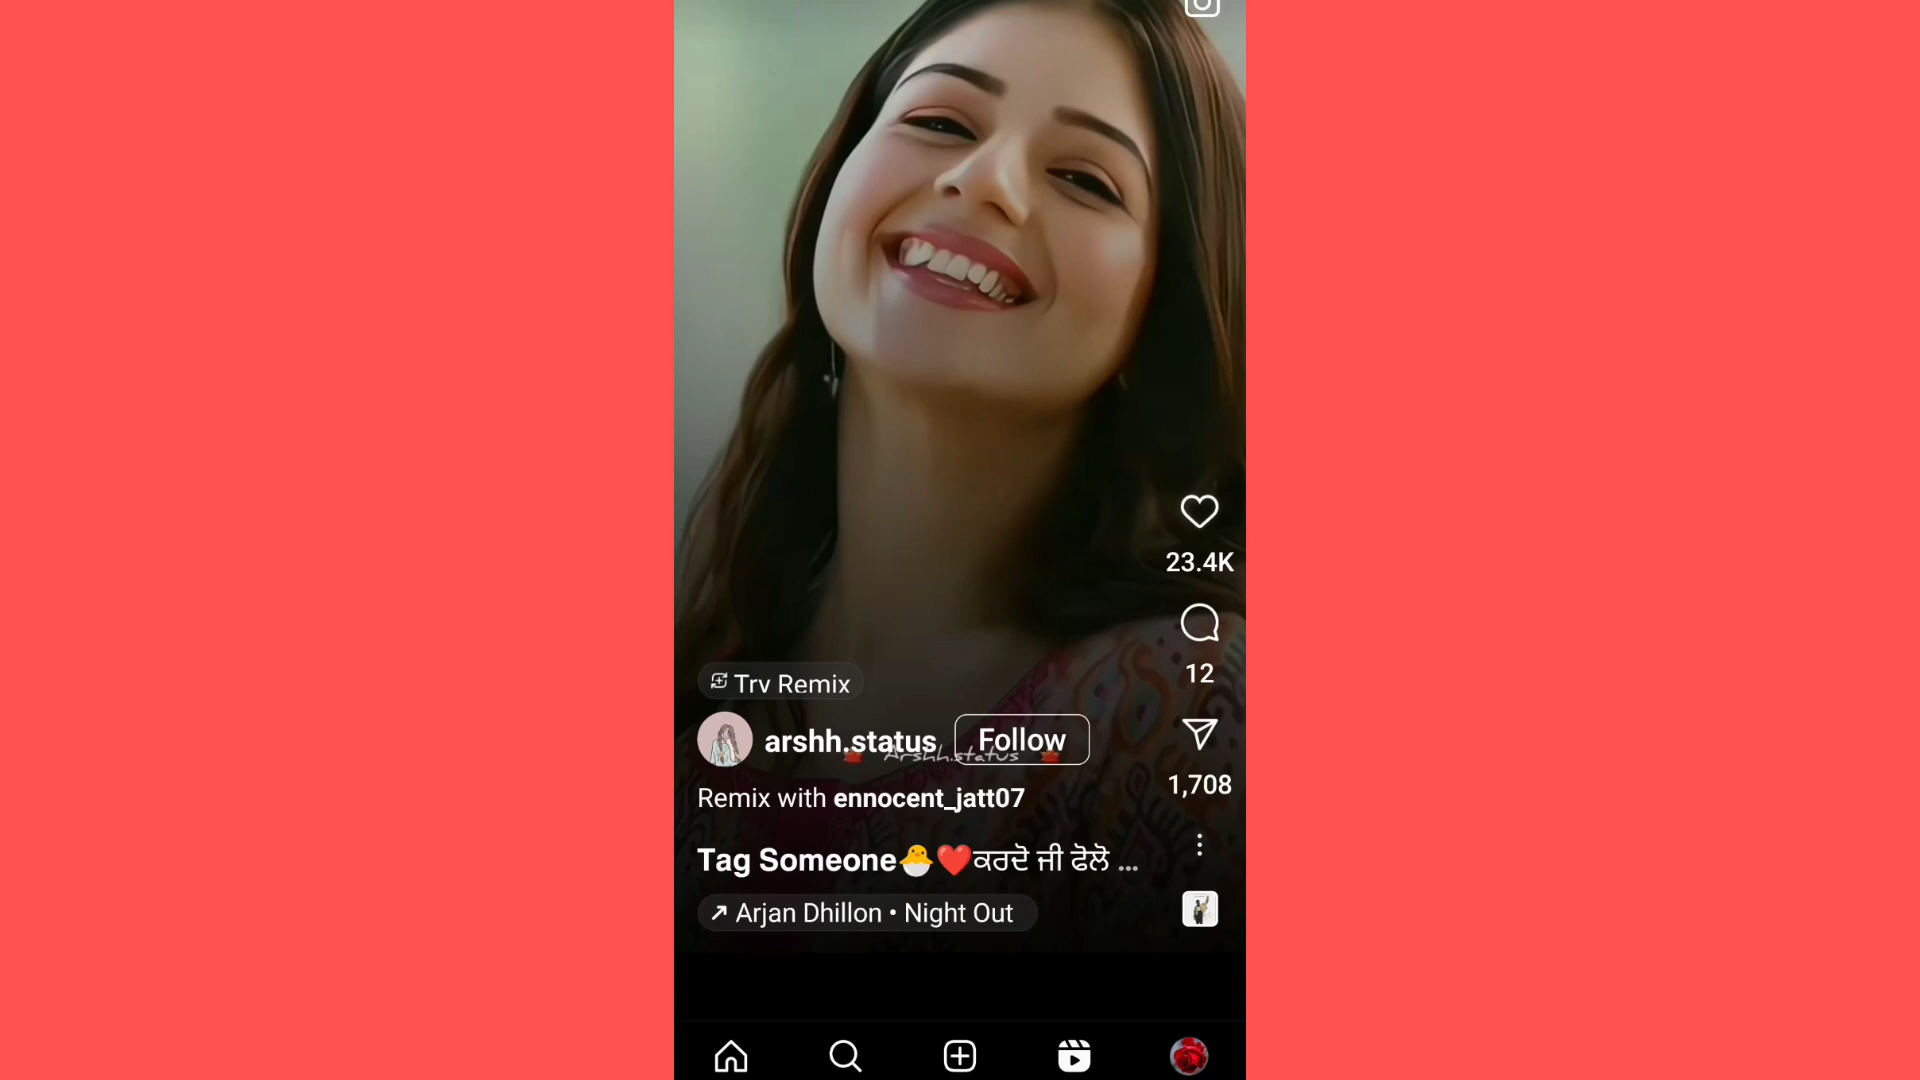 23.4K
12
Try Remix
arshh.status
Follow
Arshh.status
1,708
Remix with ennocent_jatt07
Tag Someone🐣❤️ਕਰਦੋ ਜੀ ਫੋਲੋ ...
Arjan Dhillon • Night Out